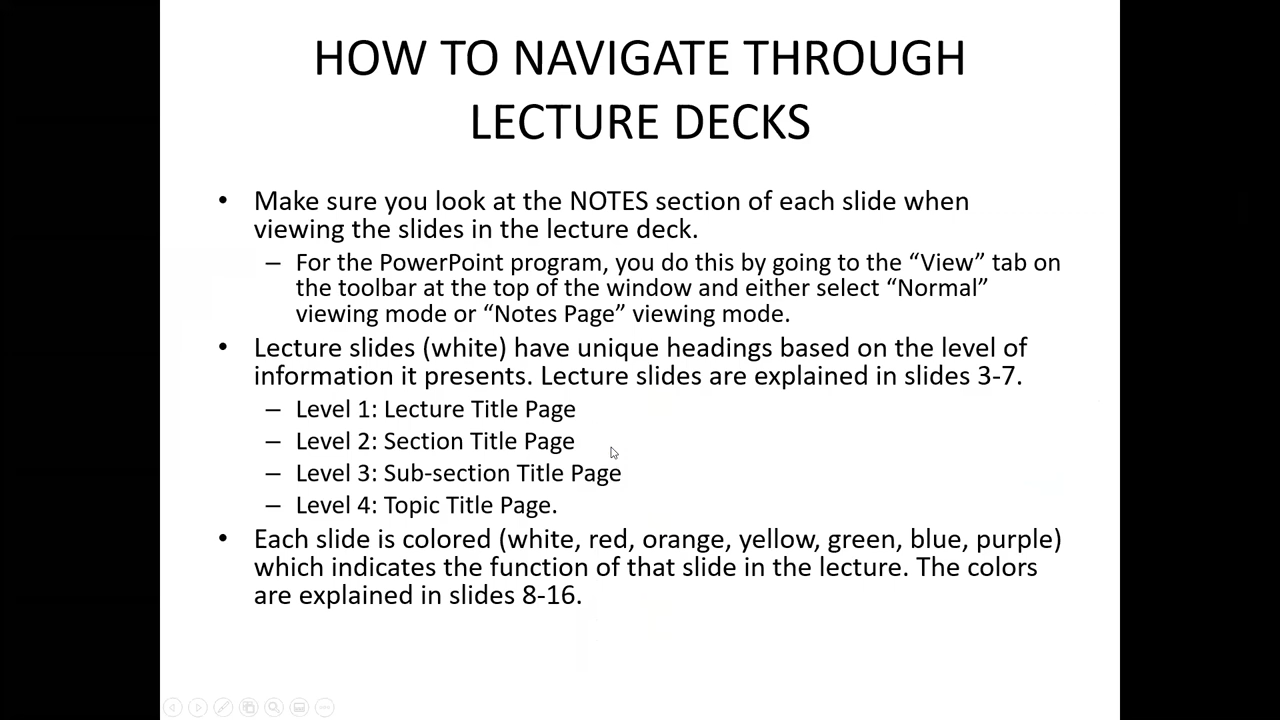 HOW TO NAVIGATE THROUGH
LECTURE DECKS
• Make sure you look at the NOTES section of each slide when
viewing the slides in the lecture deck.
– For the PowerPoint program, you do this by going to the “View” tab on
the toolbar at the top of the window and either select “Normal”
viewing mode or “Notes Page” viewing mode.
• Lecture slides (white) have unique headings based on the level of
information it presents. Lecture slides are explained in slides 3-7.
– Level 1: Lecture Title Page
– Level 2: Section Title Page
– Level 3: Sub-section Title Page
– Level 4: Topic Title Page.
• Each slide is colored (white, red, orange, yellow, green, blue, purple)
which indicates the function of that slide in the lecture. The colors
are explained in slides 8-16.